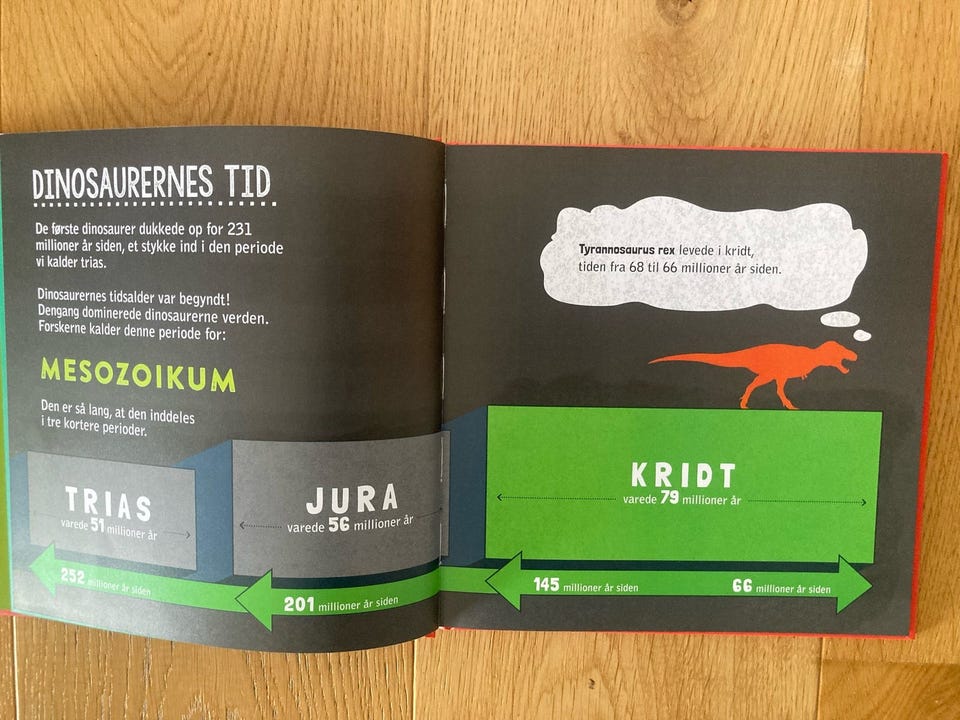 DINOSAURERNES TID
De første dinosaurer dukkede op for 231
millioner år siden, et stykke ind i den periode
vi kalder trias.
Dinosaurernes tidsalder var begyndt!
Dengang dominerede dinosaurerne verden.
Forskerne kalder denne periode for:
MESOZOIKUM
Den er så lang, at den inddeles
i tre kortere perioder.
TRIAS
varede 51 millioner år
252 millioner år siden
JURA
varede 56 millioner år
201 millioner år siden
Tyrannosaurus rex levede i kridt,
tiden fra 68 til 66 millioner år siden.
KRIDT
varede 79 millioner år
145 millioner år siden
66 millioner år siden